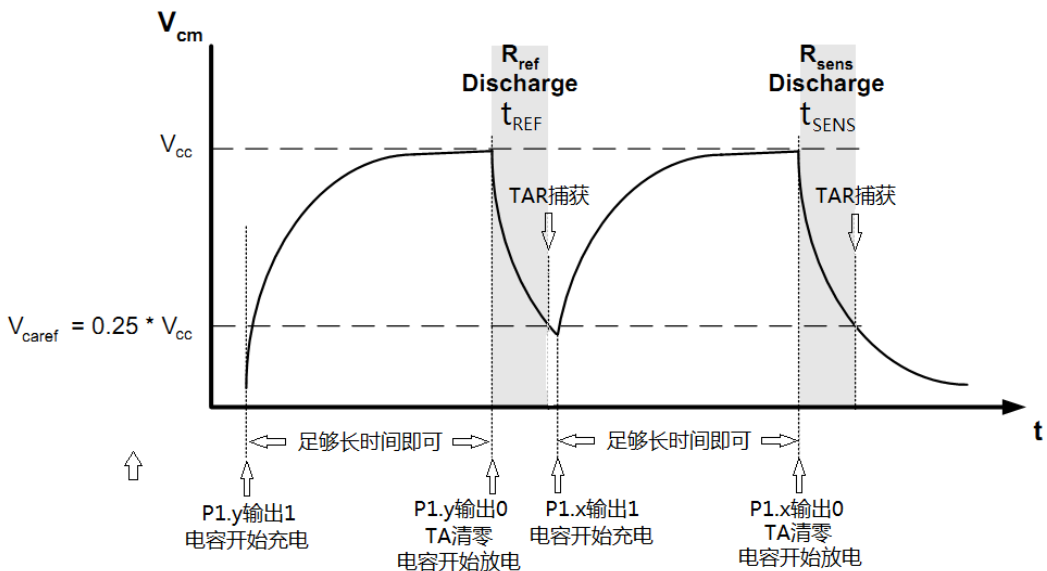 Vcm
Rref
Discharge
tREF
Rsens
Discharge
tSENS
Vcc
TAR捕获
TAR捕获
Vcaref = 0.25 * Vcc
t
足够长时间即可
足够长时间即可
P1.y输出1
电容开始充电
P1.y输出0
TA清零
电容开始放电
P1.x输出1
电容开始充电
P1.x输出0
TA清零
电容开始放电